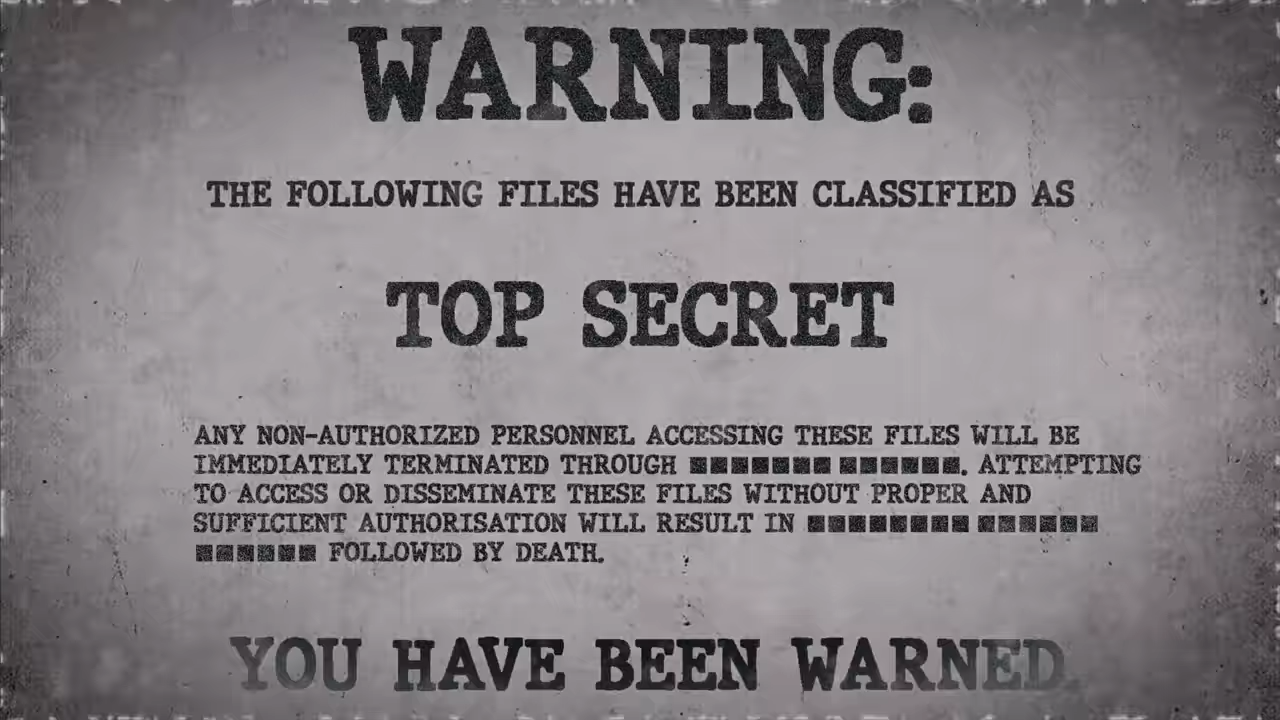 WARNING:
THE FOLLOWING FILES HAVE BEEN CLASSIFIED AS
TOP SECRET
ANY NON-AUTHORIZED PERSONNEL ACCESSING THESE FILES WILL BE
IMMEDIATELY TERMINATED THROUGH ■■■■■■■ ■■■■■■. ATTEMPTING
TO ACCESS OR DISSEMINATE THESE FILES WITHOUT PROPER AND
SUFFICIENT AUTHORISATION WILL RESULT IN ■■■■■■■■ ■■■■■■
■■■■■■ FOLLOWED BY DEATH.
YOU HAVE BEEN WARNED.